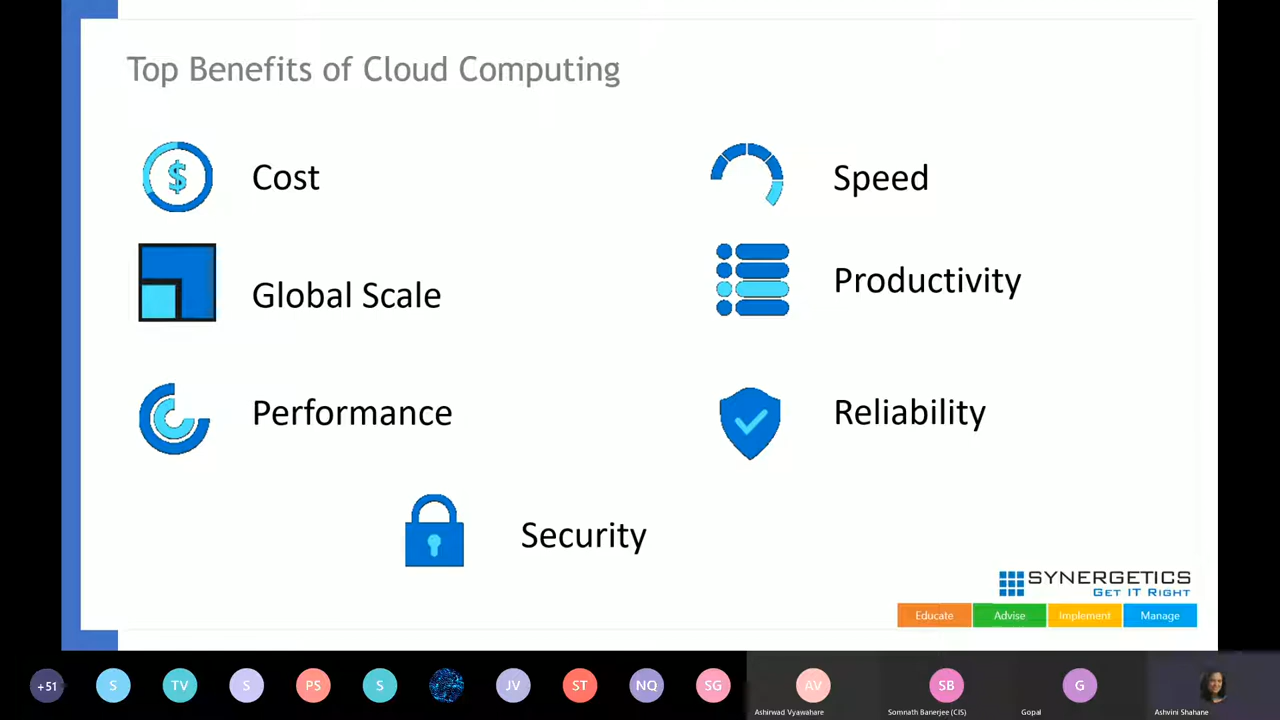 Top Benefits of Cloud Computing
$
Cost
Speed
Global Scale
Productivity
Performance
Reliability
Security
SYNERGETICS
GET IT RIGHT
Educate Advise Implement Manage
+51 S TV S PS S JV ST NQ SG AV SB G
Ashirwad Vyawahare Somnath Banerjee (CIS) Gopal Ashvini Shahane